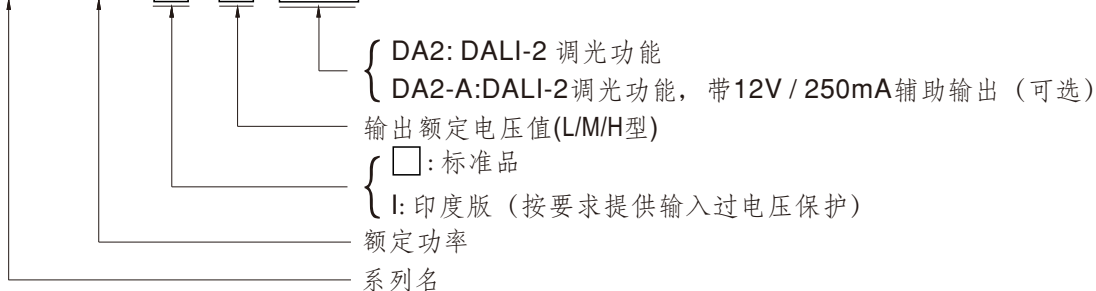 DA2: DALI-2 调光功能
DA2-A:DALI-2调光功能，带12V / 250mA辅助输出（可选）
输出额定电压值(L/M/H型)
□: 标准品
I: 印度版（按要求提供输入过电压保护）
额定功率
系列名